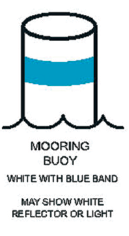 MOORING
BUOY
WHITE WITH BLUE BAND
MAY SHOW WHITE
REFLECTOR OR LIGHT